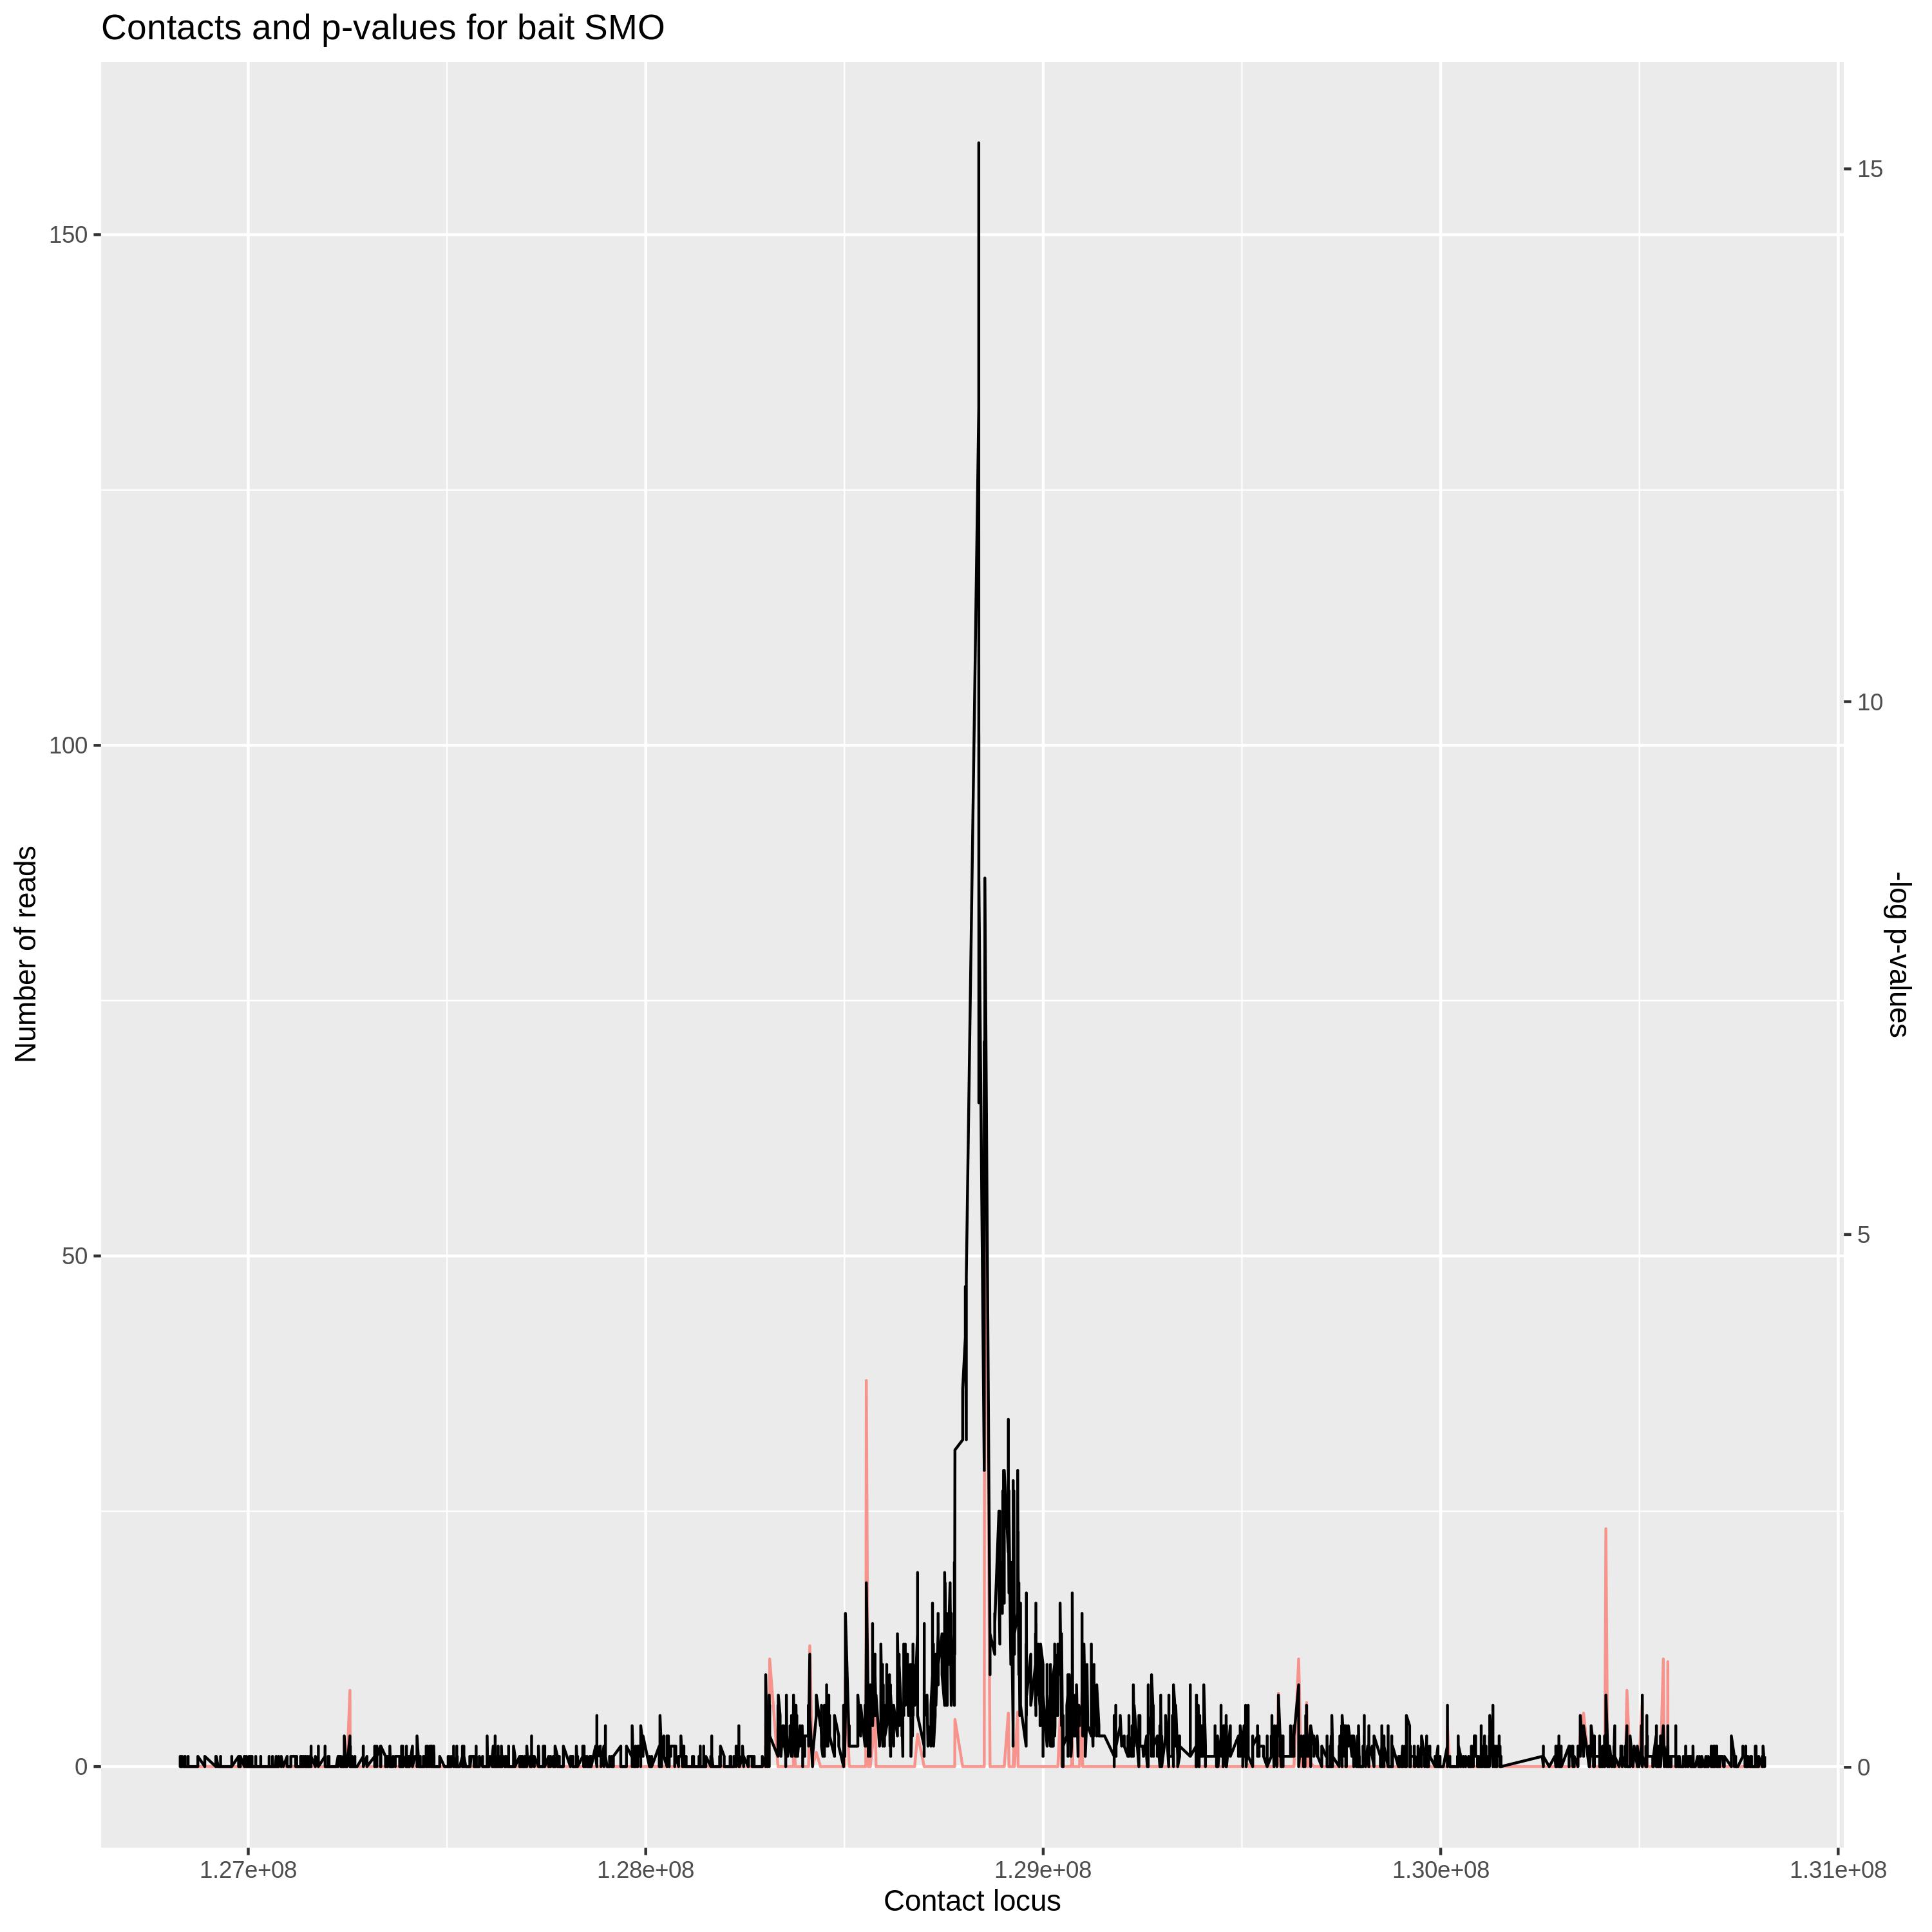 Contacts and p-values for bait SMO
150
100
50
0
Number of reads
15
10
5
0
-log p-values
1.27e+08
1.28e+08
1.29e+08
1.30e+08
1.31e+08
Contact locus